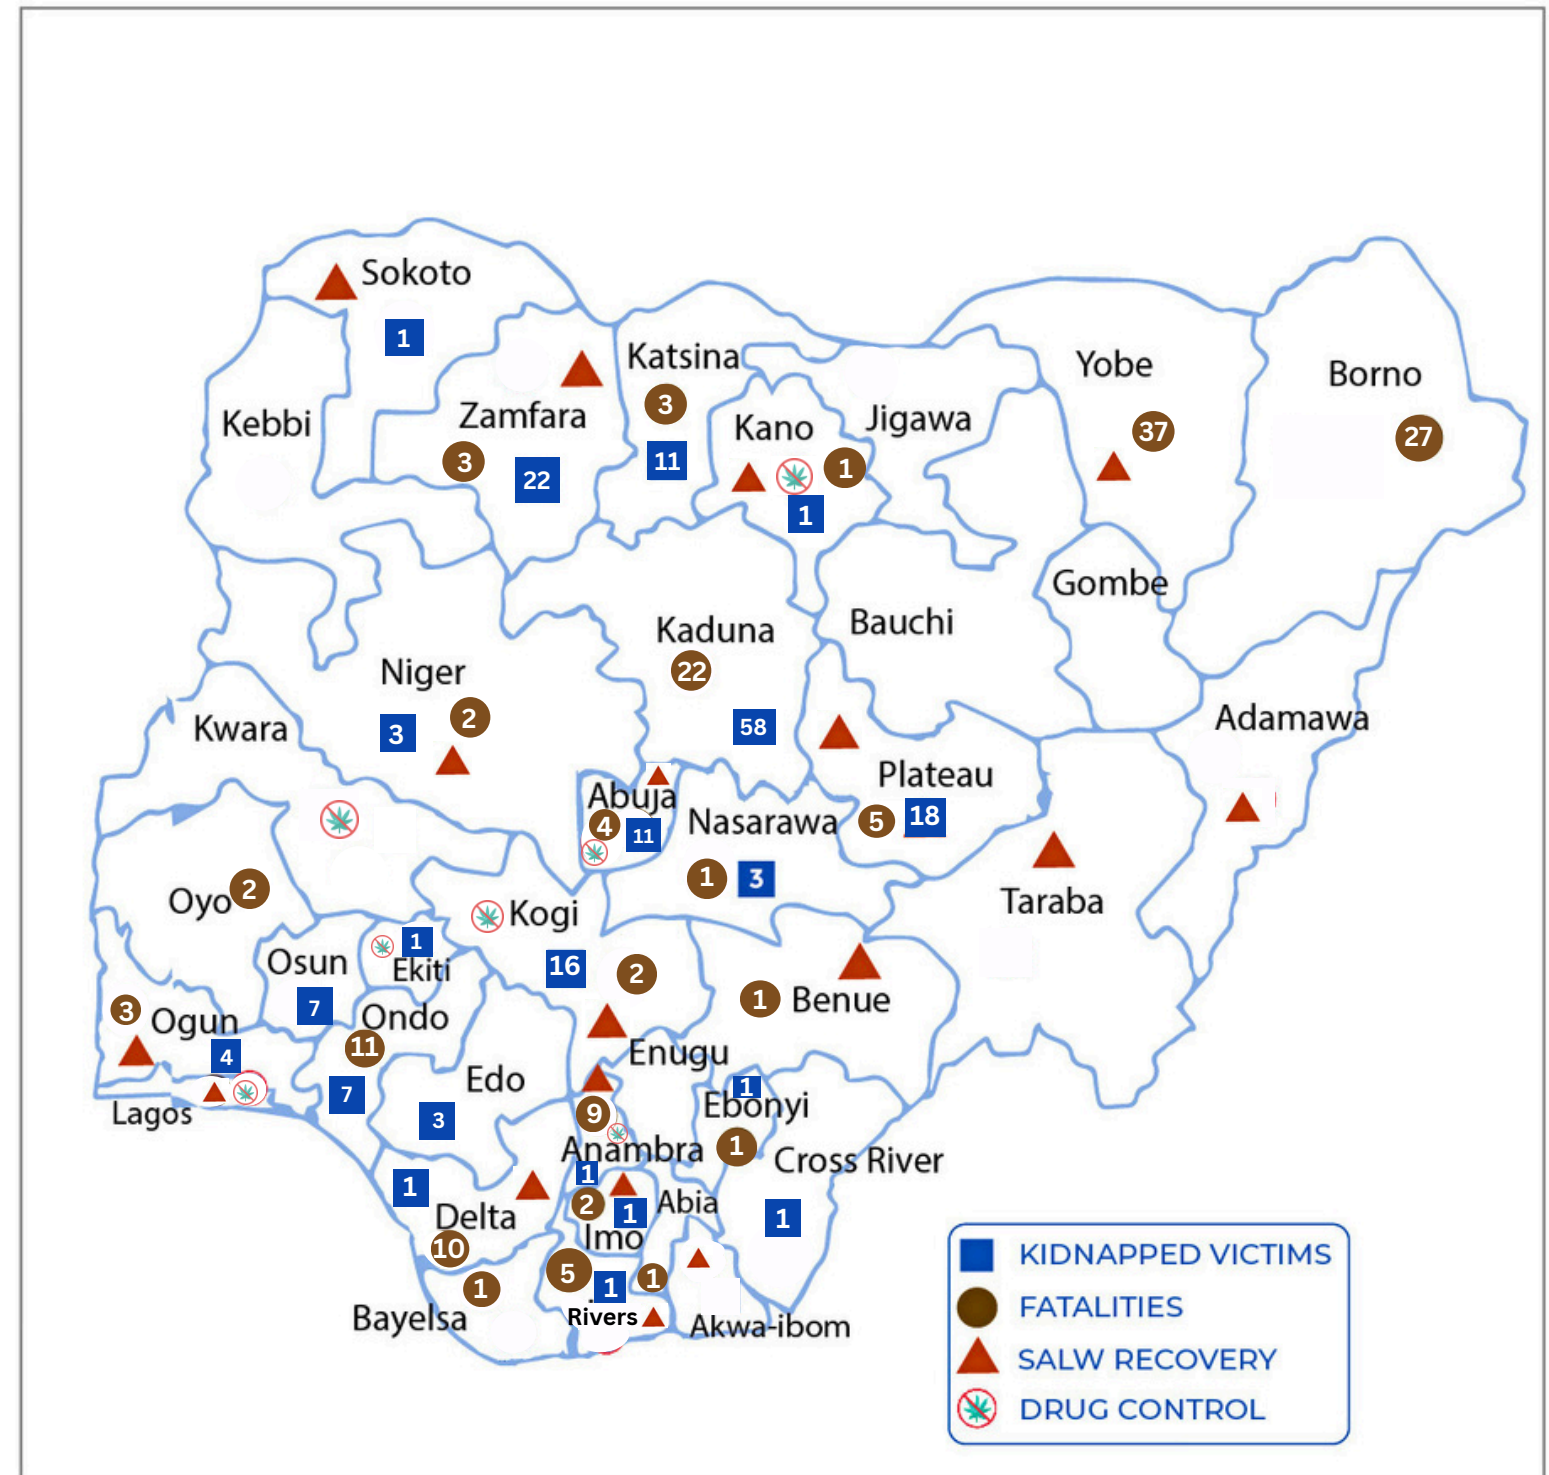 Sokoto
1
Katsina
Yobe
Borno
3
Kebbi
Zamfara
Kano
Jigawa
37
27
3
22
11
1
1
Gombe
Kaduna
Bauchi
22
Niger
2
3
58
Kwara
Adamawa
Abuja
4
11
Nasarawa
Plateau
5
18
1
3
Oyo
2
Taraba
Kogi
1
Ekiti
Osun
7
16
2
1
Benue
3
Ogun
4
Ondo
11
7
Lagos
Edo
3
Enugu
9
Anambra
1
Ebonyi
1
Cross River
1
1
Delta
10
1
2
1
Imo
Abia
Bayelsa
1
5
1
1
Rivers
Akwa-ibom
KIDNAPPED VICTIMS
FATALITIES
SALW RECOVERY
DRUG CONTROL